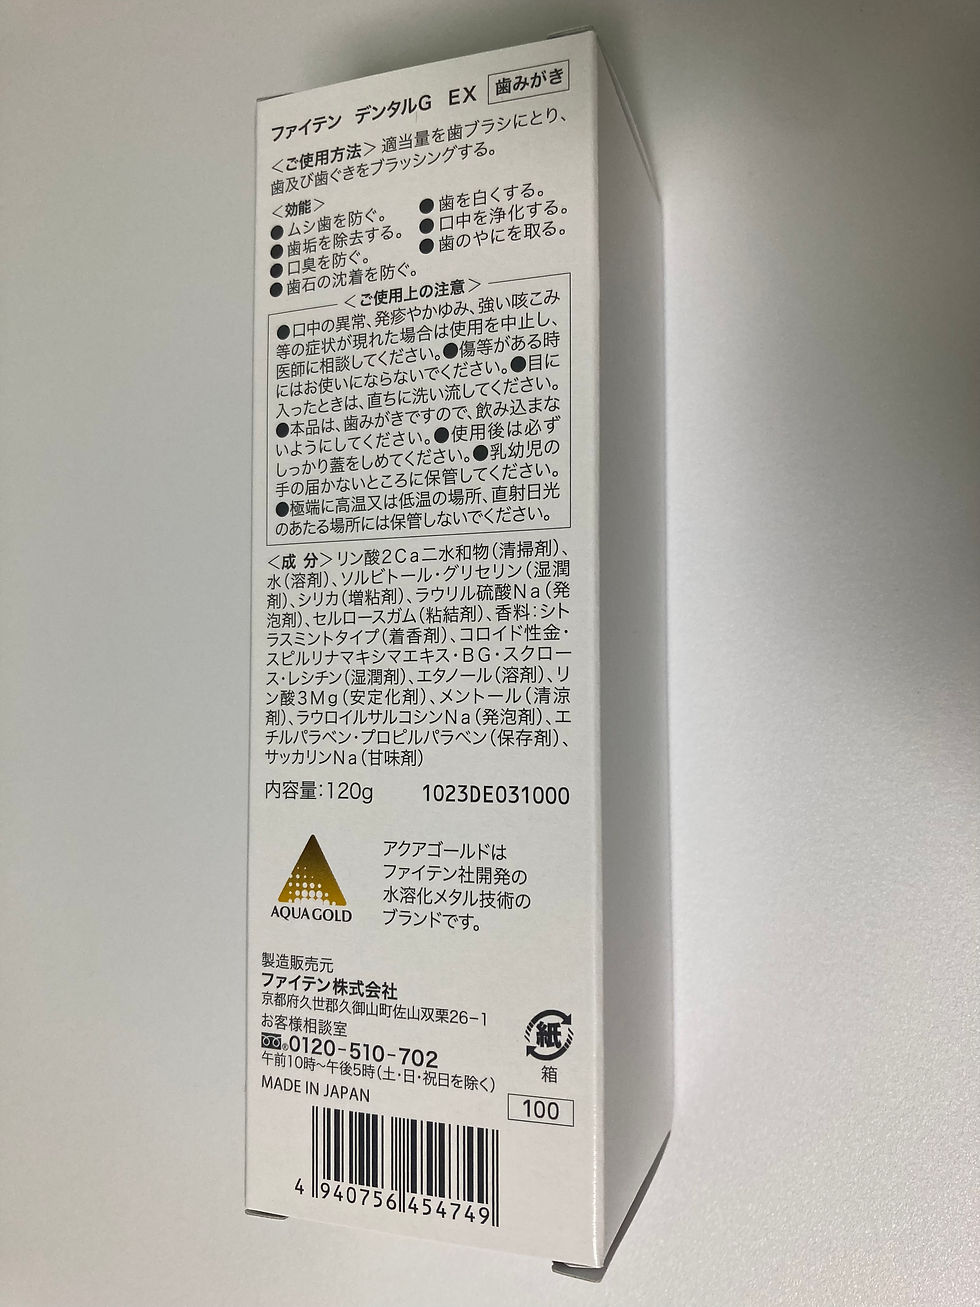 ファイテン デンタルG EX 歯みがき
＜ご使用方法＞適当量を歯ブラシにとり、
歯及び歯ぐきをブラッシングする。
＜効能＞
●ムシ歯を防ぐ。
●歯垢を除去する。
●口臭を防ぐ。
●歯石の沈着を防ぐ。
●歯を白くする。
●口中を浄化する。
●歯のやにを取る。
＜ご使用上の注意＞
●口中の異常、発疹やかゆみ、強い咳こみ
等の症状が現れた場合は使用を中止し、
医師に相談してください。●傷等がある時
にはお使いにならないでください。●目に
入ったときは、直ちに洗い流してください。
●本品は、歯みがきですので、飲み込まな
いようにしてください。●使用後は必ず
しっかり蓋をしめてください。●乳幼児の
手の届かないところに保管してください。
●極端に高温又は低温の場所、直射日光
のあたる場所には保管しないでください。
＜成分＞リン酸2Ca二水和物（清掃剤）、
水（溶剤）、ソルビトール・グリセリン（湿潤
剤）、シリカ（増粘剤）、ラウリル硫酸Na（発
泡剤）、セルロースガム（粘結剤）、香料：シト
ラスミントタイプ（着香剤）、コロイド性金・
スピルリナマキシマエキス・BG・スクロー
ス・レシチン（湿潤剤）、エタノール（溶剤）、リ
ン酸3Mg（安定化剤）、メントール（清涼
剤）、ラウロイルサルコシンNa（発泡剤）、エ
チルパラベン・プロピルパラベン（保存剤）、
サッカリンNa（甘味剤）
内容量：120g 1023DE031000
アクアゴールドは
ファイテン社開発の
水溶化メタル技術の
ブランドです。
AQUA GOLD
製造販売元
ファイテン株式会社
京都府久世郡久御山町佐山双栗26-1
お客様相談室
®0120-510-702
午前10時～午後5時（土・日・祝日を除く）
MADE IN JAPAN
紙
箱
100
4 940756 454749